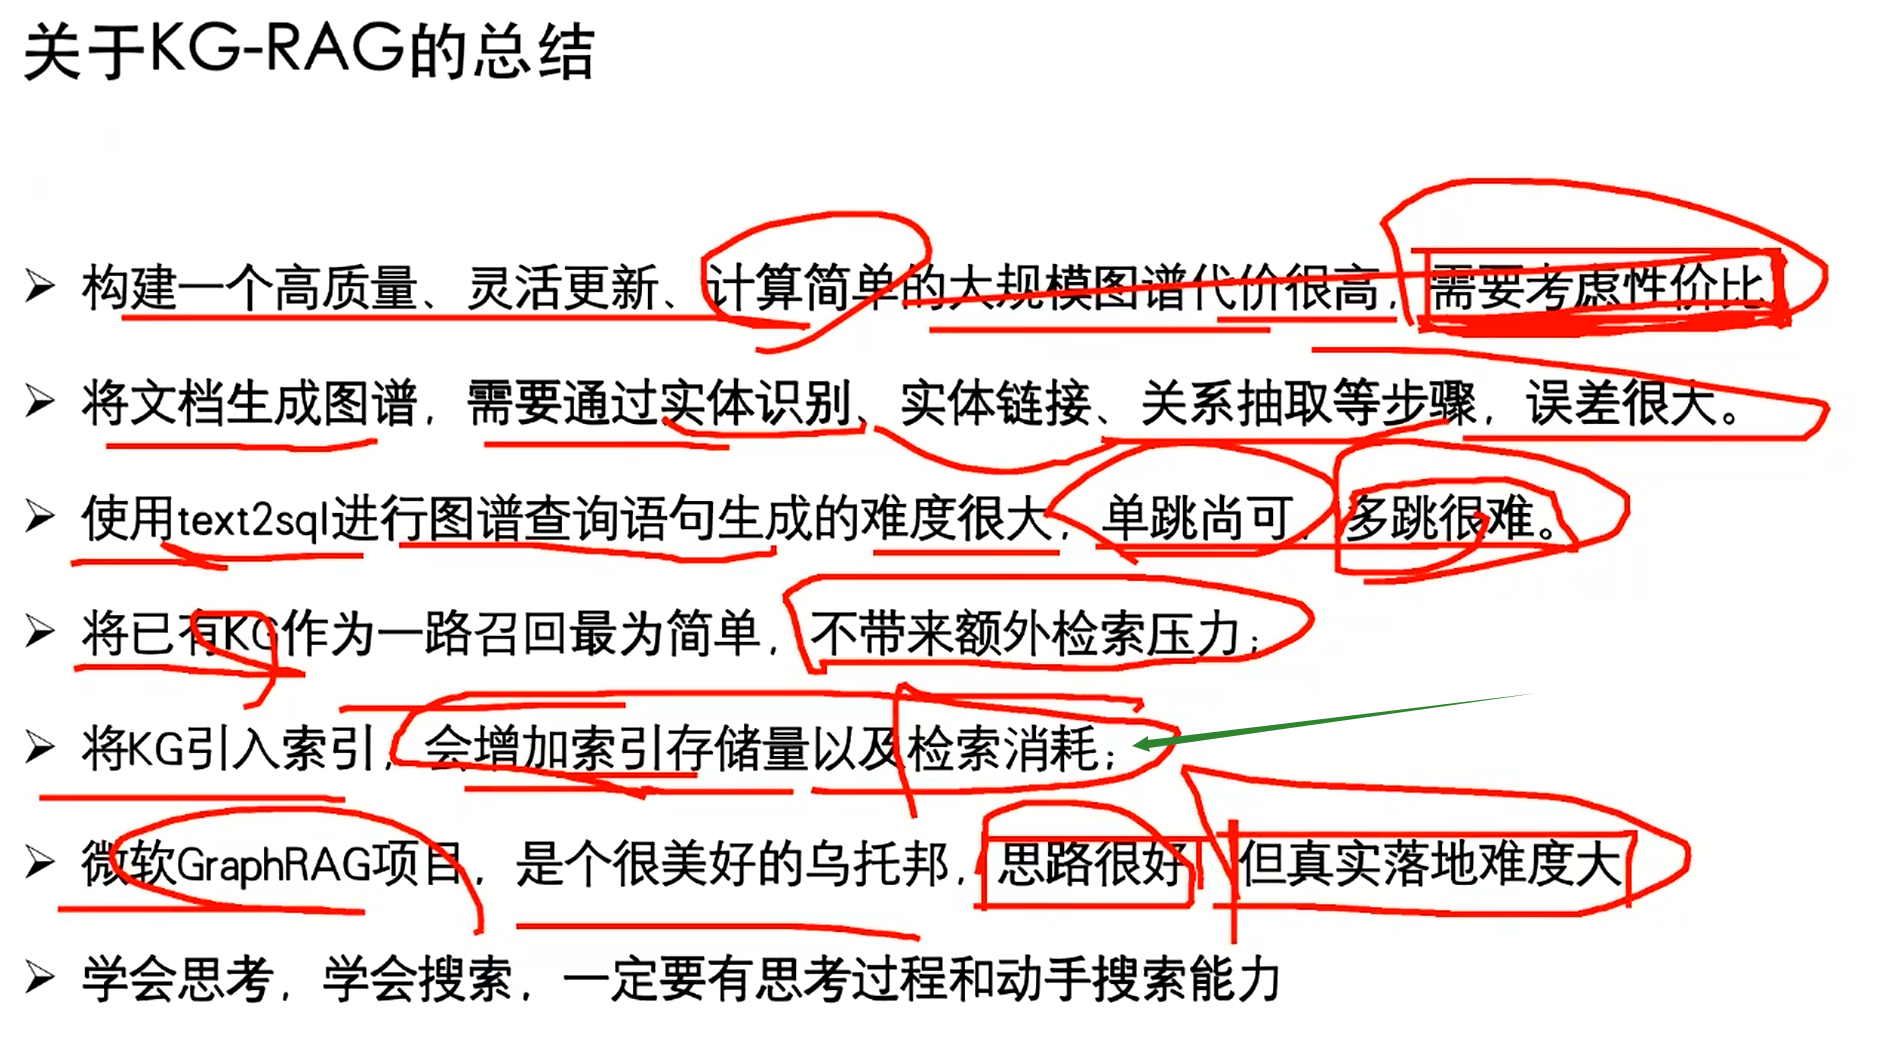 关于KG-RAG的总结
➢ 构建一个高质量、灵活更新、计算简单的大规模图谱代价很高，需要考虑性价比
➢ 将文档生成图谱，需要通过实体识别、实体链接、关系抽取等步骤，误差很大。
➢ 使用text2sql进行图谱查询语句生成的难度很大，单跳尚可，多跳很难。
➢ 将已有KG作为一路召回最为简单，不带来额外检索压力；
➢ 将KG引入索引，会增加索引存储量以及检索消耗；
➢ 微软GraphRAG项目，是个很美好的乌托邦，思路很好，但真实落地难度大
➢ 学会思考，学会搜索，一定要有思考过程和动手搜索能力